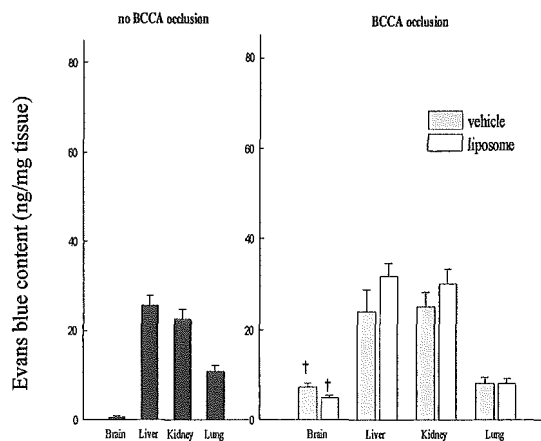 no BCCA occlusion
BCCA occlusion
Evans blue content (ng/mg tissue)
80
60
40
20
0
80
60
40
20
0
vehicle
liposome
†
†
Brain Liver Kidney Lung
Brain Liver Kidney Lung